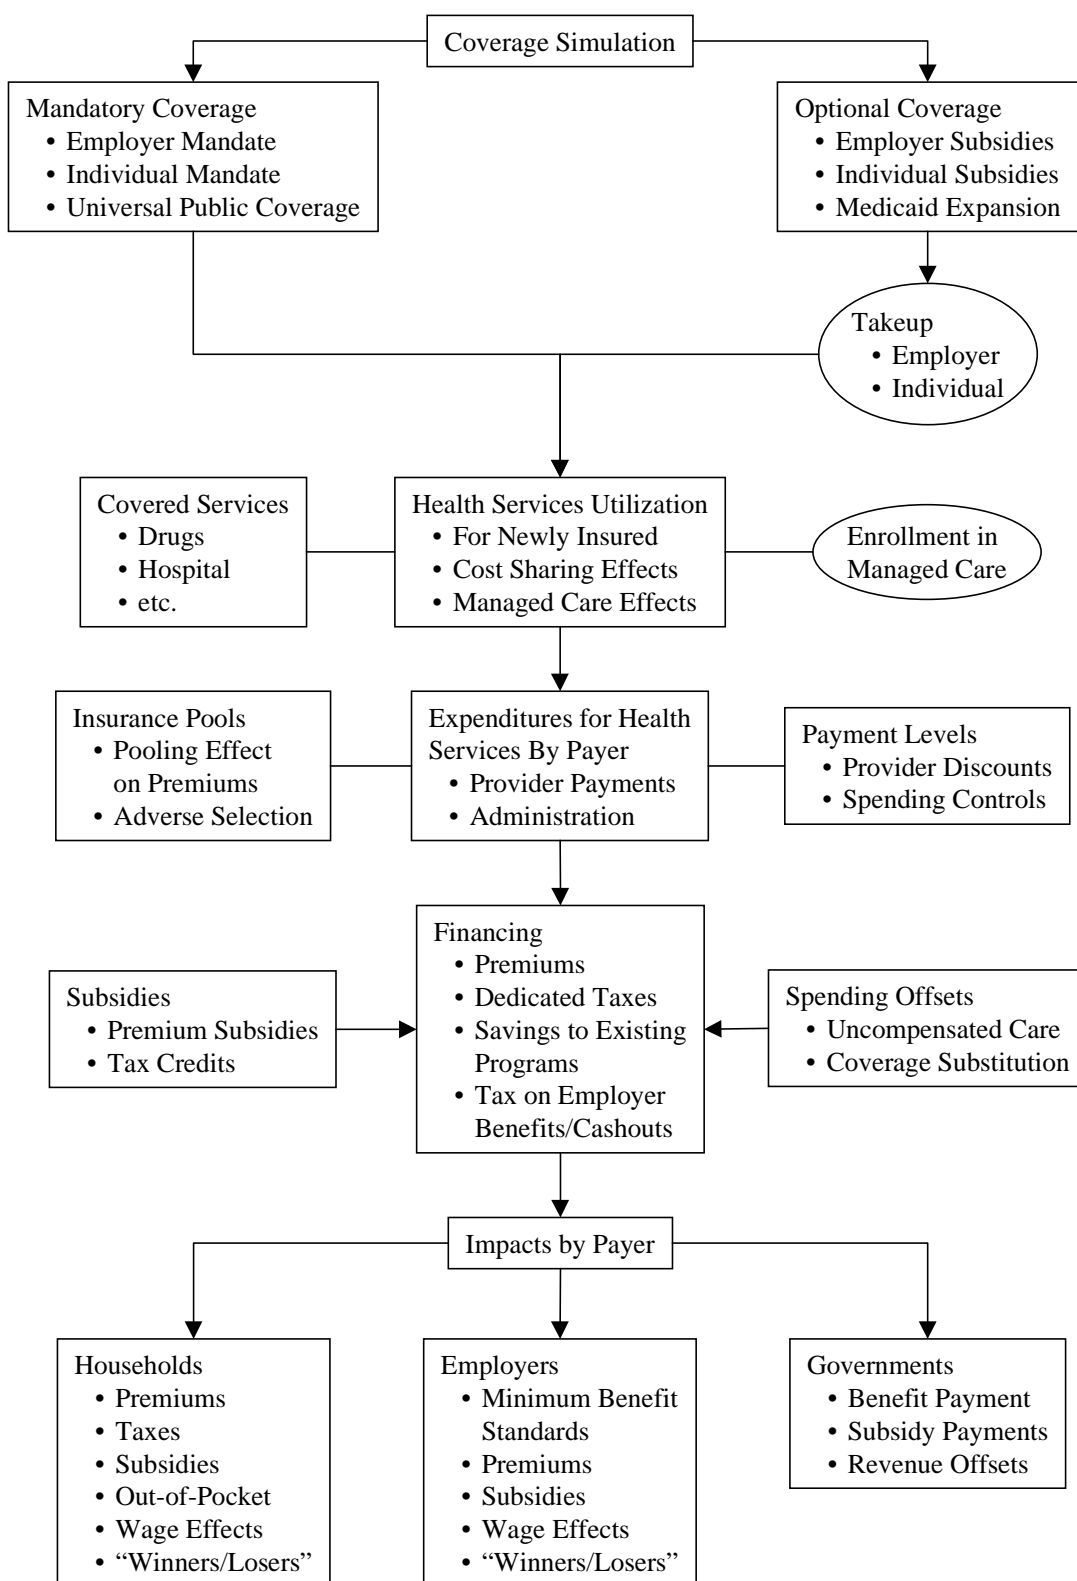 Coverage Simulation
Mandatory Coverage
• Employer Mandate
• Individual Mandate
• Universal Public Coverage
Optional Coverage
• Employer Subsidies
• Individual Subsidies
• Medicaid Expansion
Takeup
• Employer
• Individual
Covered Services
• Drugs
• Hospital
• etc.
Health Services Utilization
• For Newly Insured
• Cost Sharing Effects
• Managed Care Effects
Enrollment in
Managed Care
Insurance Pools
• Pooling Effect
on Premiums
• Adverse Selection
Expenditures for Health
Services By Payer
• Provider Payments
• Administration
Payment Levels
• Provider Discounts
• Spending Controls
Subsidies
• Premium Subsidies
• Tax Credits
Financing
• Premiums
• Dedicated Taxes
• Savings to Existing
Programs
• Tax on Employer
Benefits/Cashouts
Spending Offsets
• Uncompensated Care
• Coverage Substitution
Impacts by Payer
Households
• Premiums
• Taxes
• Subsidies
• Out-of-Pocket
• Wage Effects
• “Winners/Losers”
Employers
• Minimum Benefit
Standards
• Premiums
• Subsidies
• Wage Effects
• “Winners/Losers”
Governments
• Benefit Payment
• Subsidy Payments
• Revenue Offsets